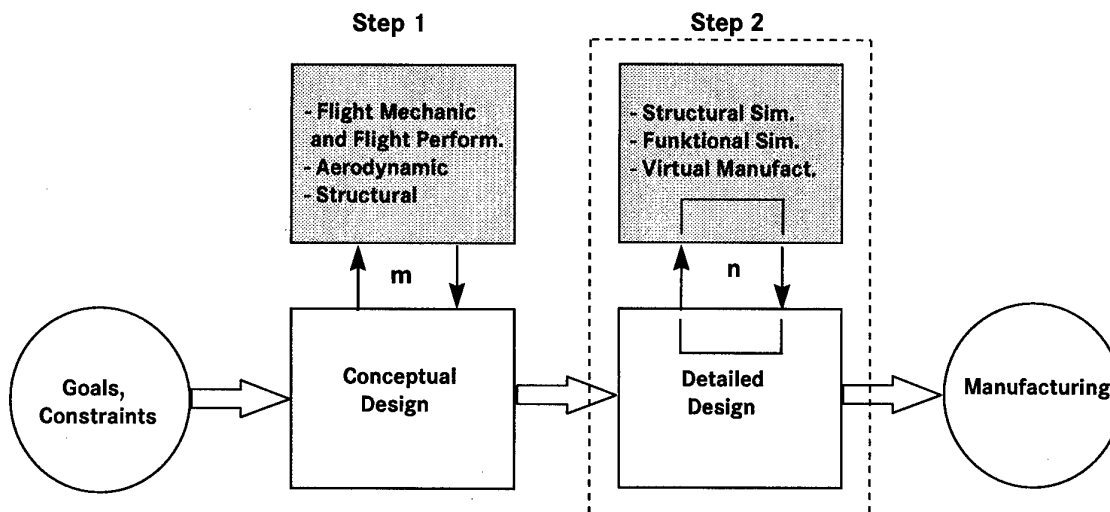 Step 1
Step 2
- Flight Mechanic
and Flight Perform.
- Aerodynamic
- Structural
- Structural Sim.
- Funktional Sim.
- Virtual Manufact.
m
n
Goals,
Constraints
Conceptual
Design
Detailed
Design
Manufacturing